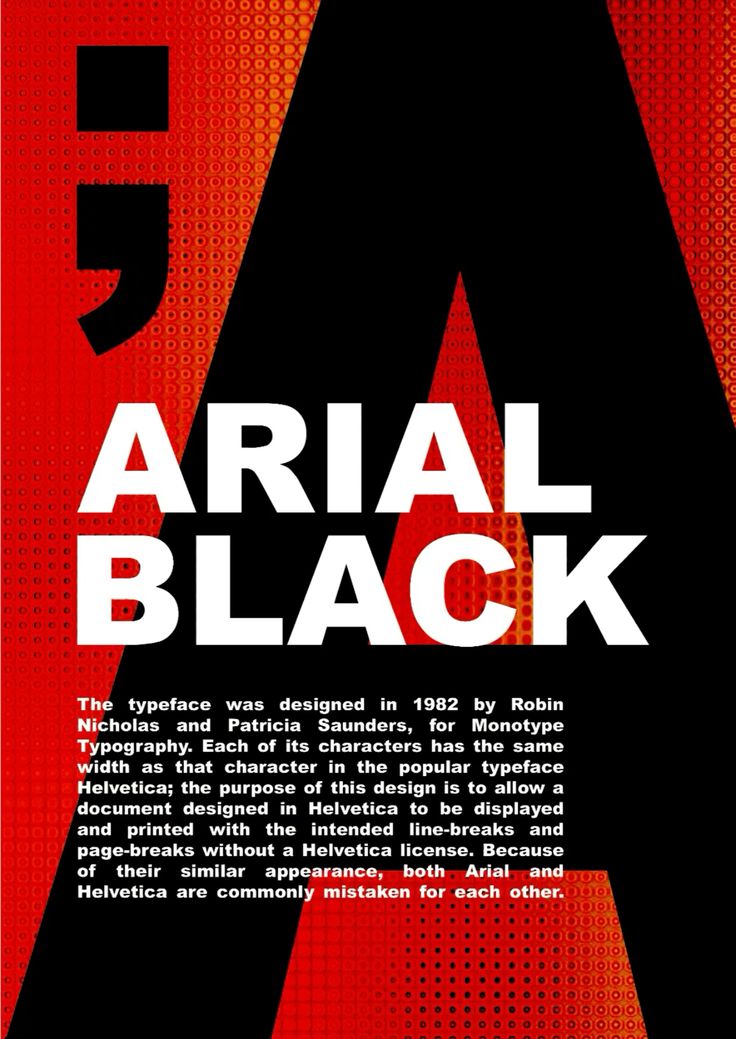 ;A
ARIAL
BLACK
The typeface was designed in 1982 by Robin
Nicholas and Patricia Saunders, for Monotype
Typography. Each of its characters has the same
width as that character in the popular typeface
Helvetica; the purpose of this design is to allow a
document designed in Helvetica to be displayed
and printed with the intended line-breaks and
page-breaks without a Helvetica license. Because
of their similar appearance, both Arial and
Helvetica are commonly mistaken for each other.